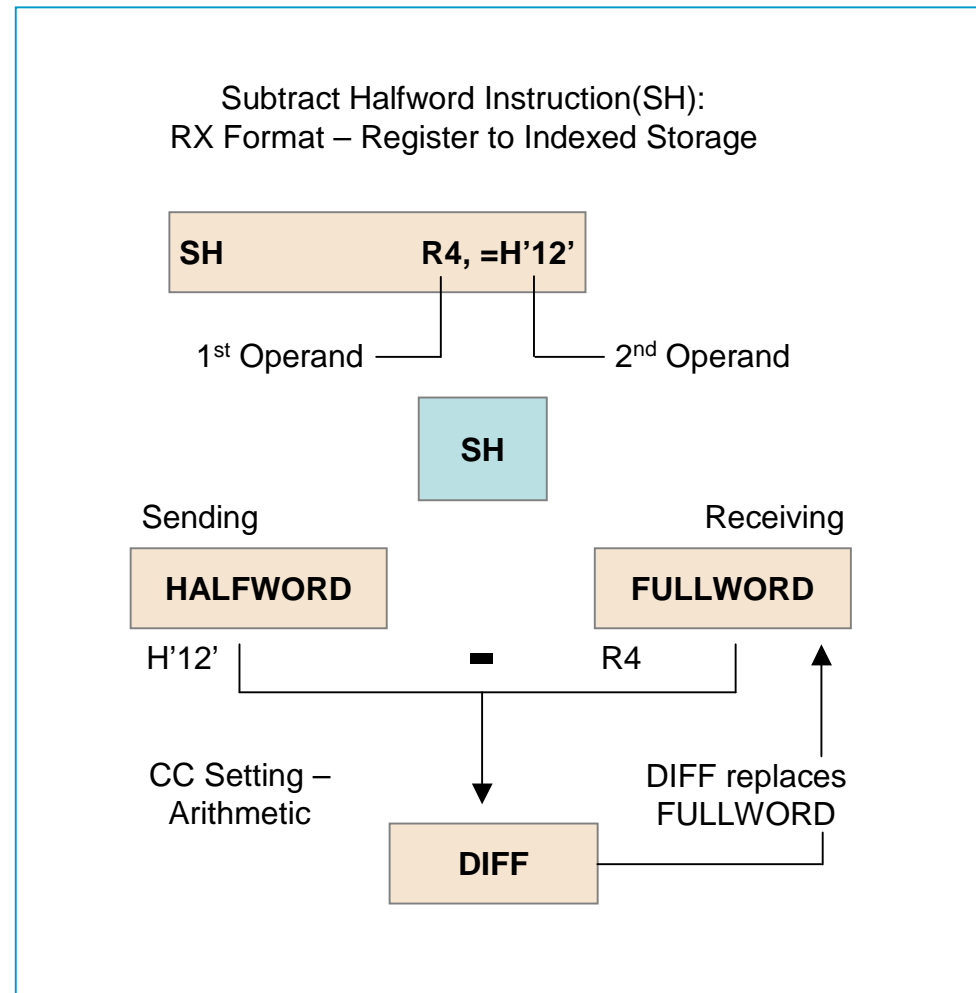 Subtract Halfword Instruction(SH):
RX Format – Register to Indexed Storage
SH R4, =H’12’
1st Operand 2nd Operand
SH
Sending Receiving
HALFWORD FULLWORD
H’12’ - R4
CC Setting –
Arithmetic
DIFF replaces
FULLWORD
DIFF